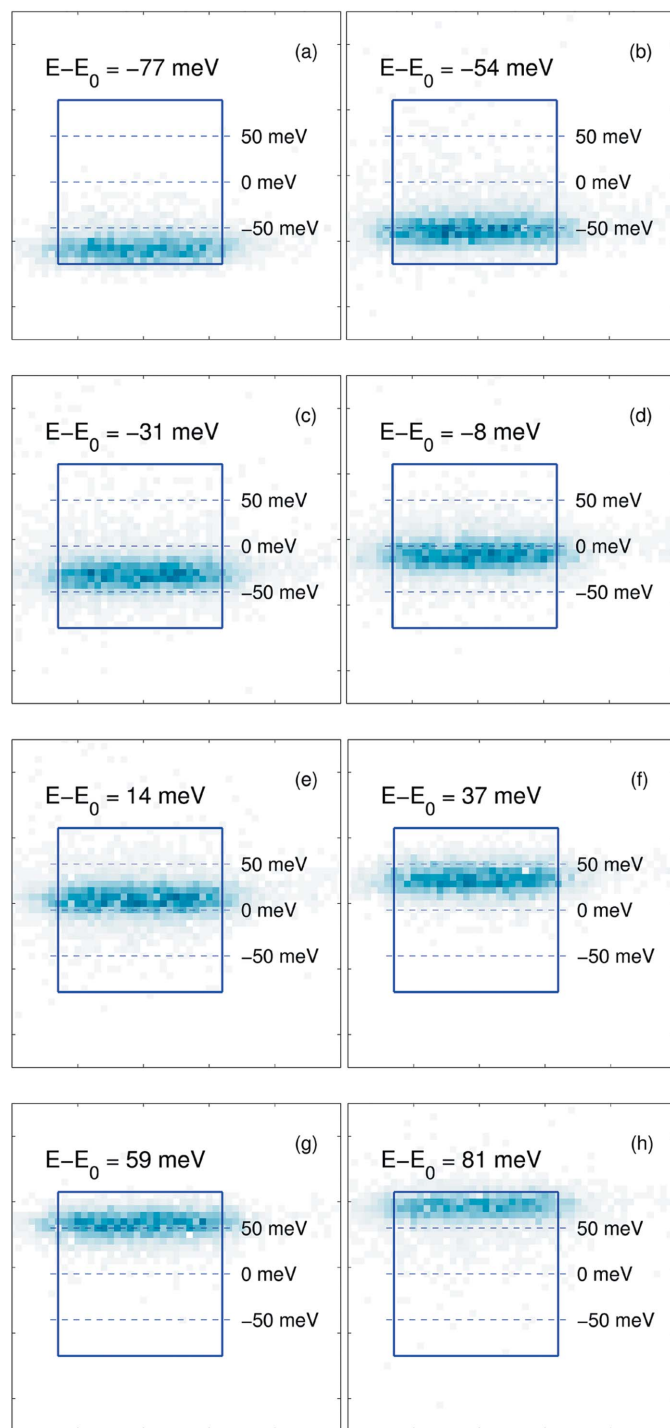 (a)
E−E0 = −77 meV
50 meV
0 meV
−50 meV
(b)
E−E0 = −54 meV
50 meV
0 meV
−50 meV
(c)
E−E0 = −31 meV
50 meV
0 meV
−50 meV
(d)
E−E0 = −8 meV
50 meV
0 meV
−50 meV
(e)
E−E0 = 14 meV
50 meV
0 meV
−50 meV
(f)
E−E0 = 37 meV
50 meV
0 meV
−50 meV
(g)
E−E0 = 59 meV
50 meV
0 meV
−50 meV
(h)
E−E0 = 81 meV
50 meV
0 meV
−50 meV